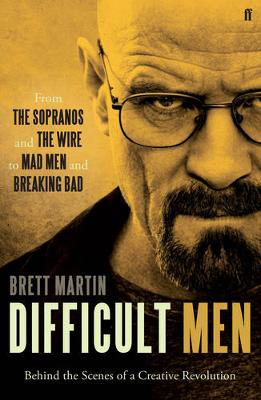 ff
From
THE SOPRANOS
and THE WIRE
to MAD MEN and
BREAKING BAD
BRETT MARTIN
DIFFICULT MEN
Behind the Scenes of a Creative Revolution